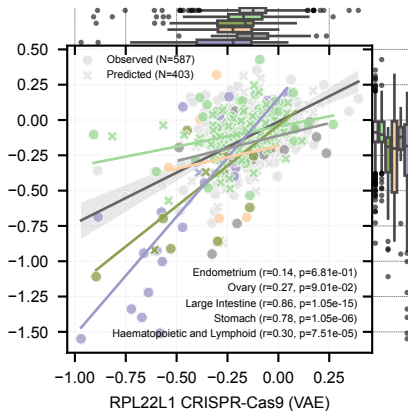 0.50
Observed (N=587)
Predicted (N=403)
0.25
0.00
−0.25
−0.50
−0.75
−1.00
−1.25
−1.50
Endometrium (r=0.14, p=6.81e-01)
Ovary (r=0.27, p=9.01e-02)
Large Intestine (r=0.86, p=1.05e-15)
Stomach (r=0.78, p=1.05e-06)
Haematopoietic and Lymphoid (r=0.30, p=7.51e-05)
−1.00 −0.75 −0.50 −0.25 0.00 0.25
RPL22L1 CRISPR-Cas9 (VAE)